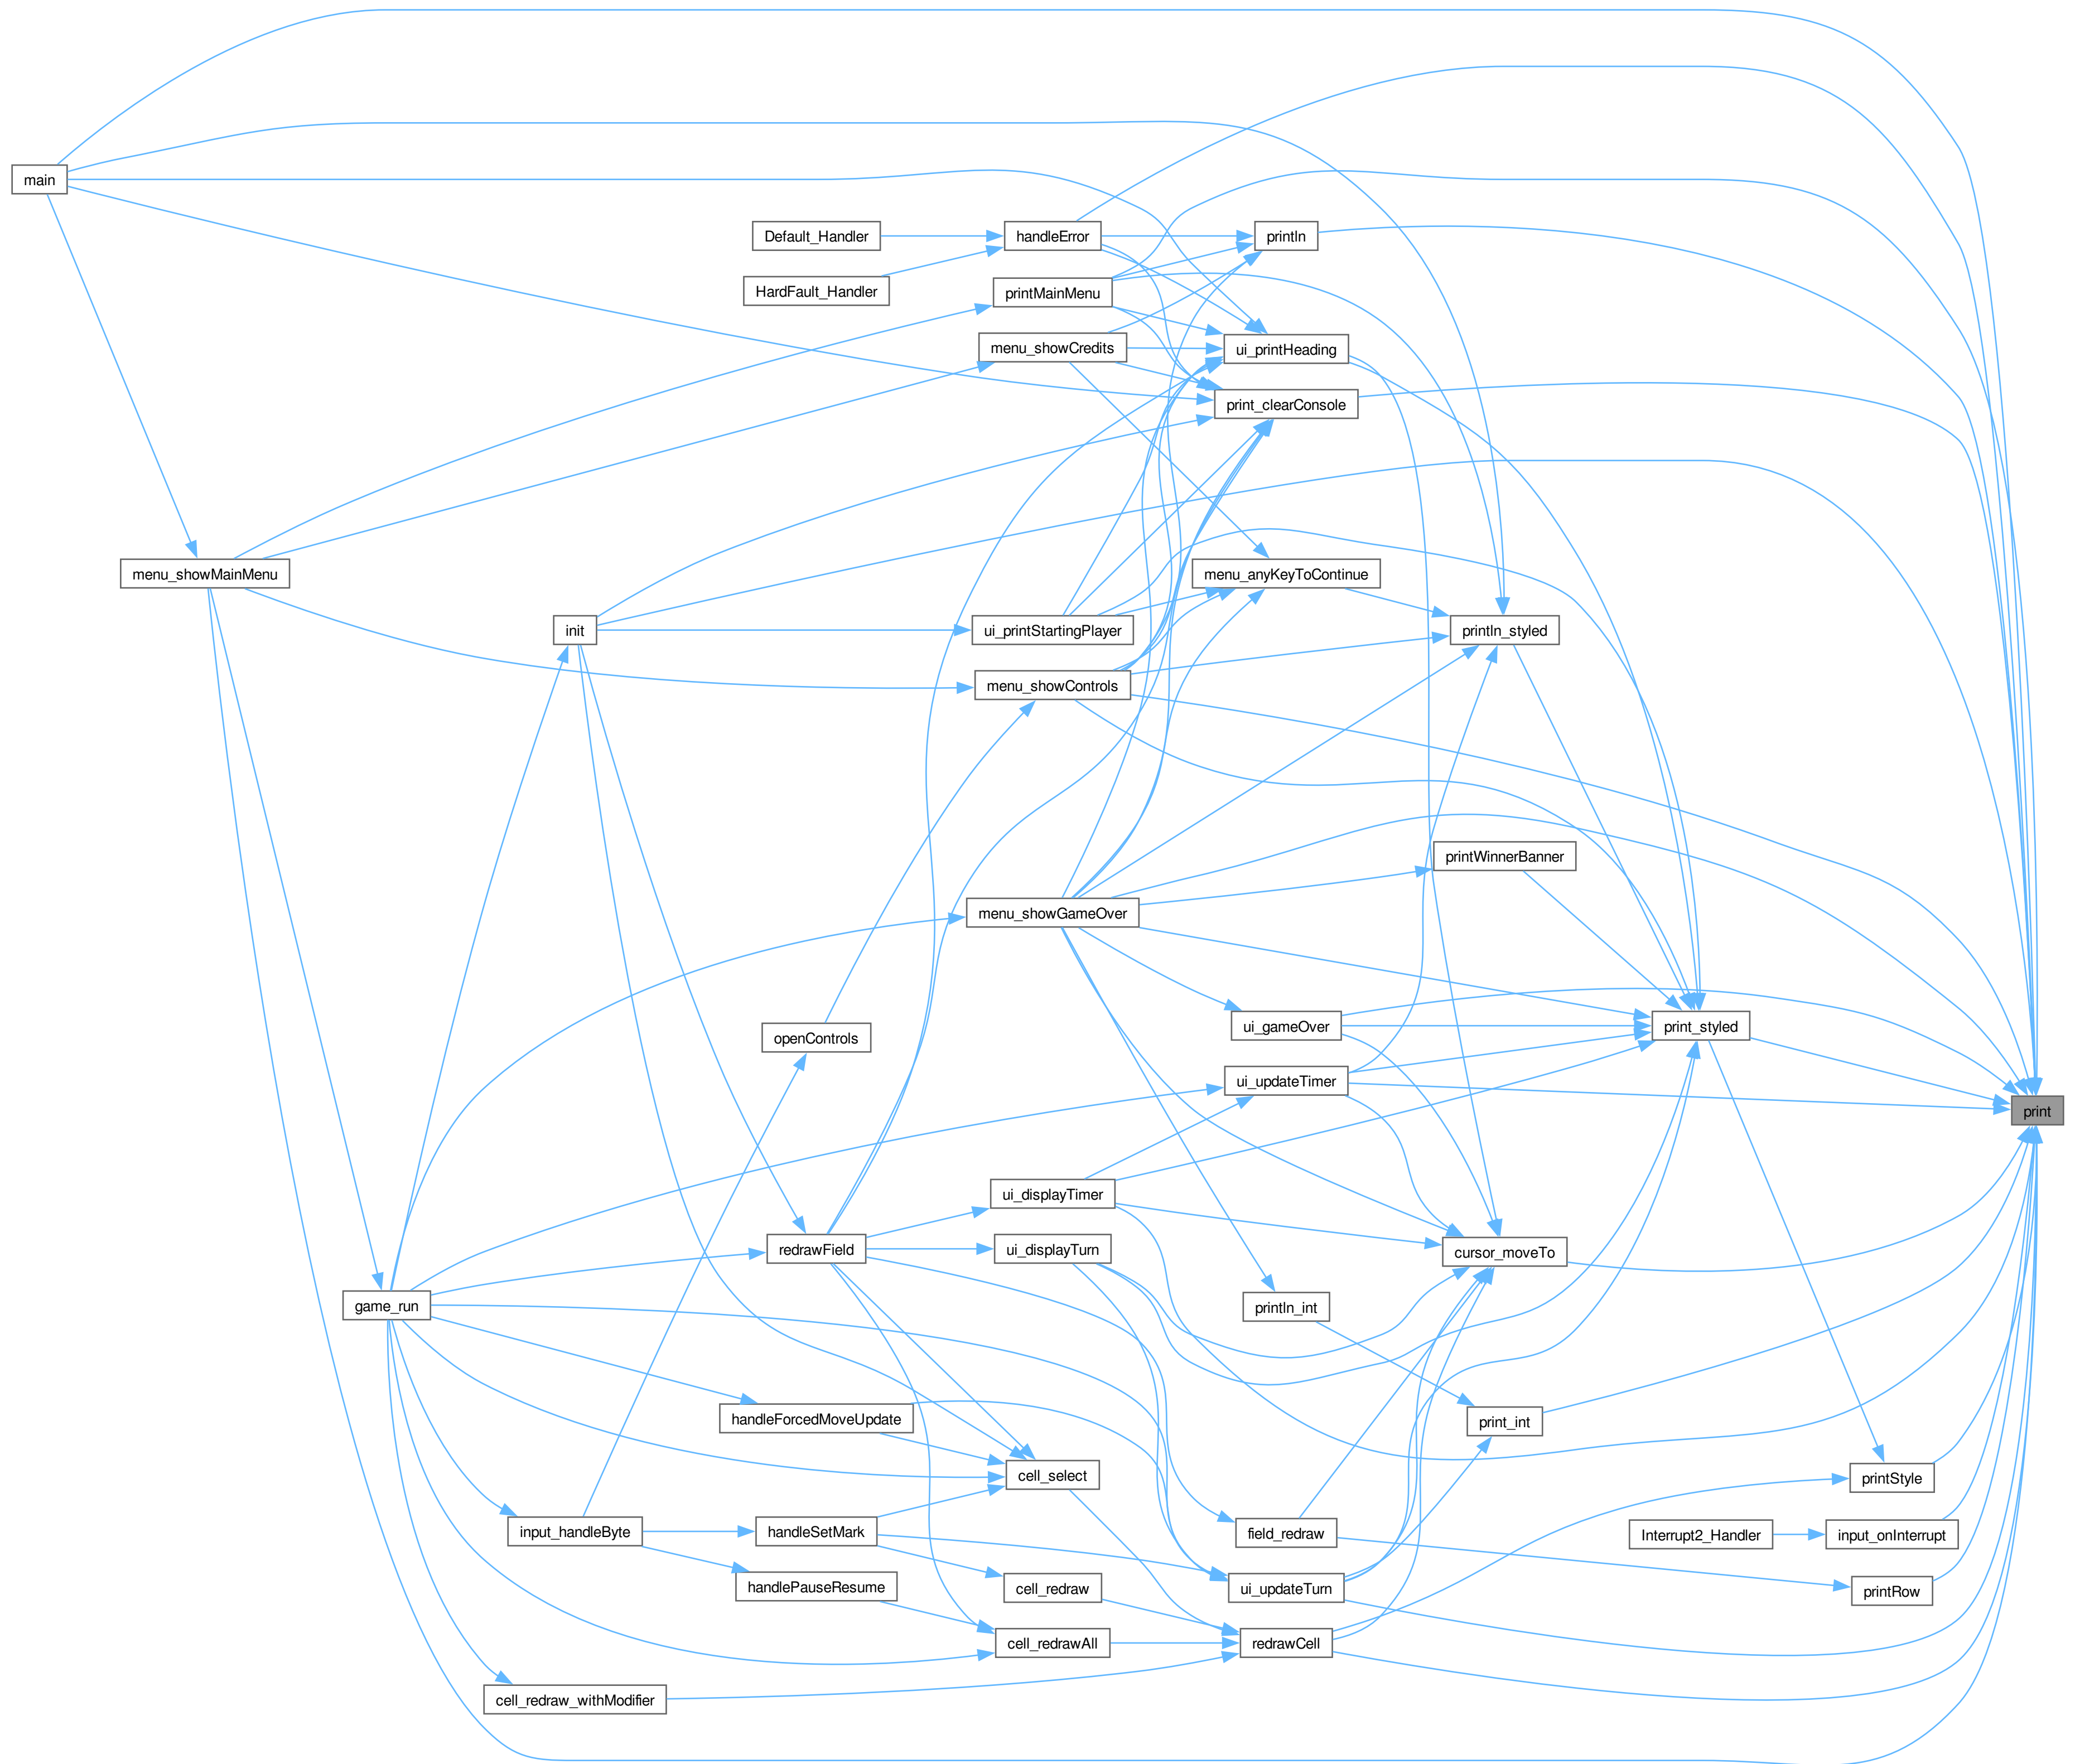 main
Default_Handler
handleError
println
HardFault_Handler
printMainMenu
menu_showCredits
ui_printHeading
print_clearConsole
menu_showMainMenu
menu_anyKeyToContinue
init
ui_printStartingPlayer
println_styled
menu_showControls
printWinnerBanner
menu_showGameOver
openControls
ui_gameOver
print_styled
ui_updateTimer
print
ui_displayTimer
redrawField
ui_displayTurn
cursor_moveTo
game_run
println_int
handleForcedMoveUpdate
print_int
cell_select
printStyle
input_handleByte
handleSetMark
field_redraw
Interrupt2_Handler
input_onInterrupt
handlePauseResume
cell_redraw
ui_updateTurn
printRow
cell_redrawAll
redrawCell
cell_redraw_withModifier